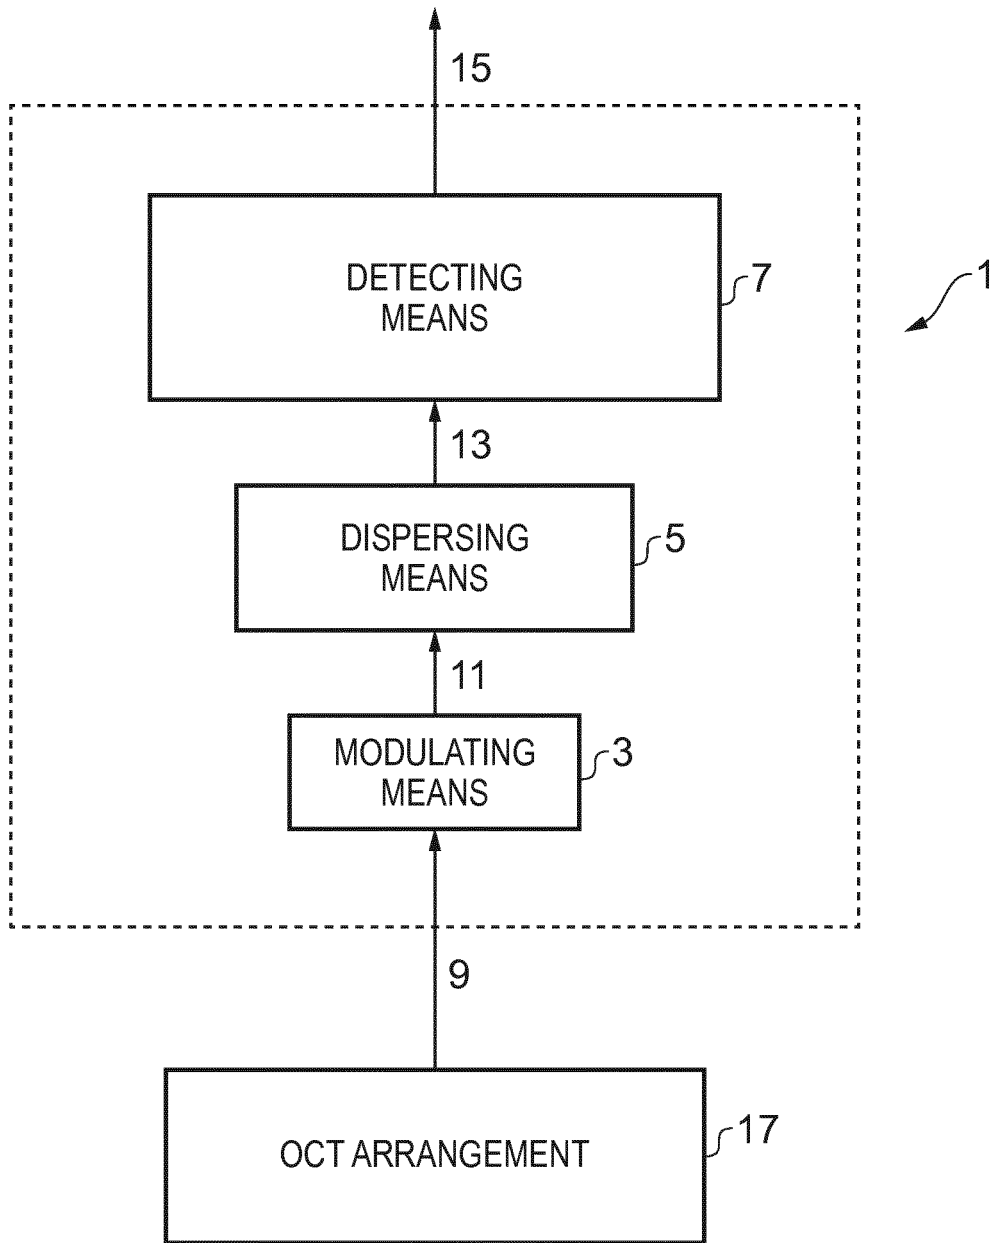 15
DETECTING
MEANS
7
1
13
DISPERSING
MEANS
5
11
MODULATING
MEANS
3
9
OCT ARRANGEMENT
17